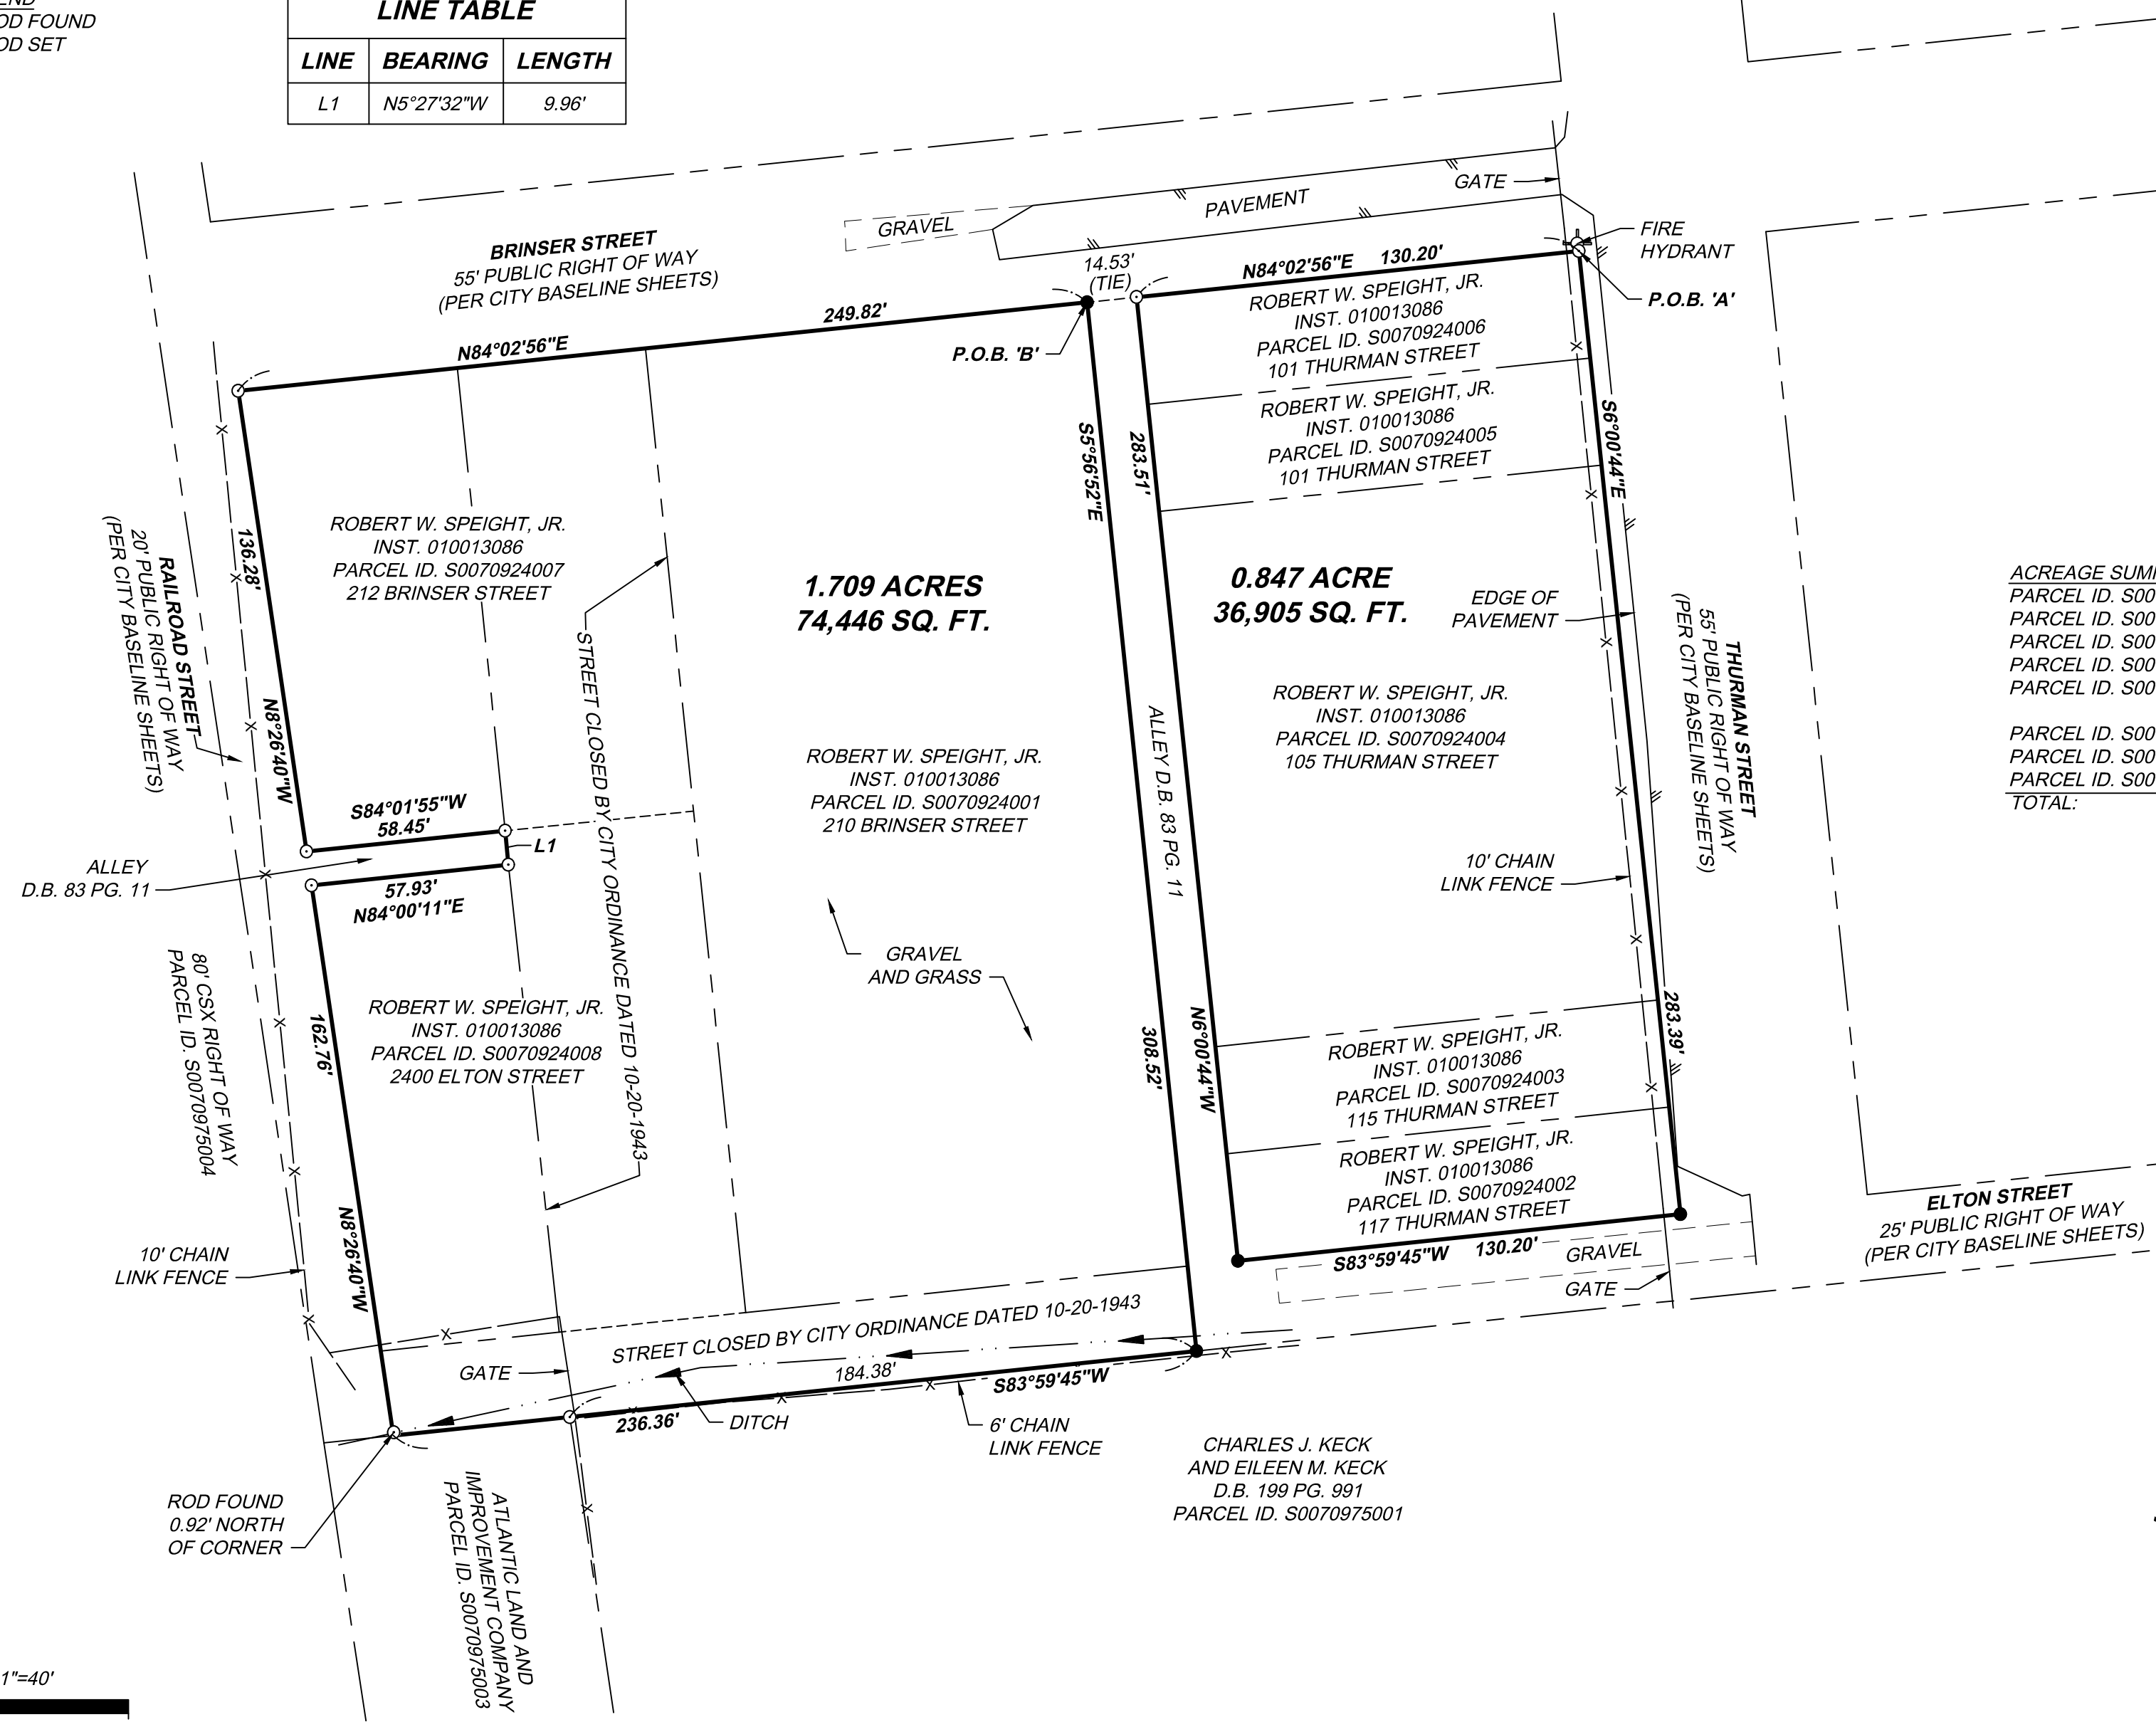 END
OD FOUND
OD SET
LINE TABLE
LINE BEARING LENGTH
L1 N5°27'32"W 9.96'
BRINSER STREET
55' PUBLIC RIGHT OF WAY
(PER CITY BASELINE SHEETS)
GRAVEL
PAVEMENT
GATE
FIRE
HYDRANT
P.O.B. 'A'
14.53'
(TIE)
N84°02'56"E 130.20'
249.82'
N84°02'56"E
P.O.B. 'B'
ROBERT W. SPEIGHT, JR.
INST. 010013086
PARCEL ID. S0070924006
101 THURMAN STREET
ROBERT W. SPEIGHT, JR.
INST. 010013086
PARCEL ID. S0070924005
101 THURMAN STREET
S5°56'52"E
283.51'
S6°00'44"E
136.28'
N8°26'40"W
RAILROAD STREET
20' PUBLIC RIGHT OF WAY
(PER CITY BASELINE SHEETS)
ROBERT W. SPEIGHT, JR.
INST. 010013086
PARCEL ID. S0070924007
212 BRINSER STREET
STREET CLOSED BY CITY ORDINANCE DATED 10-20-1943
1.709 ACRES
74,446 SQ. FT.
0.847 ACRE
36,905 SQ. FT.
EDGE OF
PAVEMENT
THURMAN STREET
55' PUBLIC RIGHT OF WAY
(PER CITY BASELINE SHEETS)
ACREAGE SUM
PARCEL ID. S00
PARCEL ID. S00
PARCEL ID. S00
PARCEL ID. S00
PARCEL ID. S00
PARCEL ID. S00
PARCEL ID. S00
PARCEL ID. S00
TOTAL:
ROBERT W. SPEIGHT, JR.
INST. 010013086
PARCEL ID. S0070924004
105 THURMAN STREET
ALLEY D.B. 83 PG. 11
ROBERT W. SPEIGHT, JR.
INST. 010013086
PARCEL ID. S0070924001
210 BRINSER STREET
S84°01'55"W
58.45'
L1
ALLEY
D.B. 83 PG. 11
57.93'
N84°00'11"E
10' CHAIN
LINK FENCE
GRAVEL
AND GRASS
80' CSX RIGHT OF WAY
PARCEL ID. S0070975004
162.76'
N8°26'40"W
ROBERT W. SPEIGHT, JR.
INST. 010013086
PARCEL ID. S0070924008
2400 ELTON STREET
308.52'
N6°00'44"W
283.39'
ROBERT W. SPEIGHT, JR.
INST. 010013086
PARCEL ID. S0070924003
115 THURMAN STREET
ROBERT W. SPEIGHT, JR.
INST. 010013086
PARCEL ID. S0070924002
117 THURMAN STREET
S83°59'45"W 130.20'
GRAVEL
GATE
ELTON STREET
25' PUBLIC RIGHT OF WAY
(PER CITY BASELINE SHEETS)
10' CHAIN
LINK FENCE
STREET CLOSED BY CITY ORDINANCE DATED 10-20-1943
GATE
184.38'
S83°59'45"W
236.36'
DITCH
6' CHAIN
LINK FENCE
CHARLES J. KECK
AND EILEEN M. KECK
D.B. 199 PG. 991
PARCEL ID. S0070975001
ROD FOUND
0.92' NORTH
OF CORNER
ATLANTIC LAND AND
IMPROVEMENT COMPANY
PARCEL ID. S0070975003
1"=40'